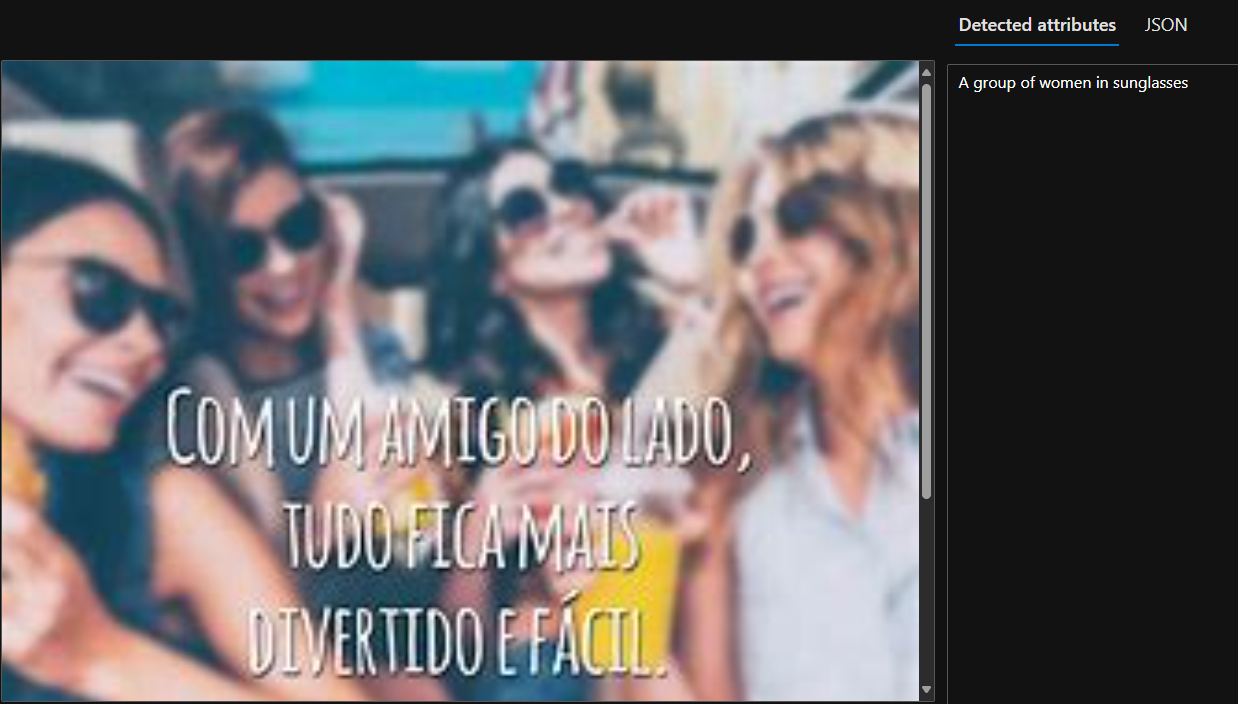 Detected attributes JSON
A group of women in sunglasses
COM UM AMIGO DO LADO,
TUDO FICA MAIS
DIVERTIDO E FÁCIL.